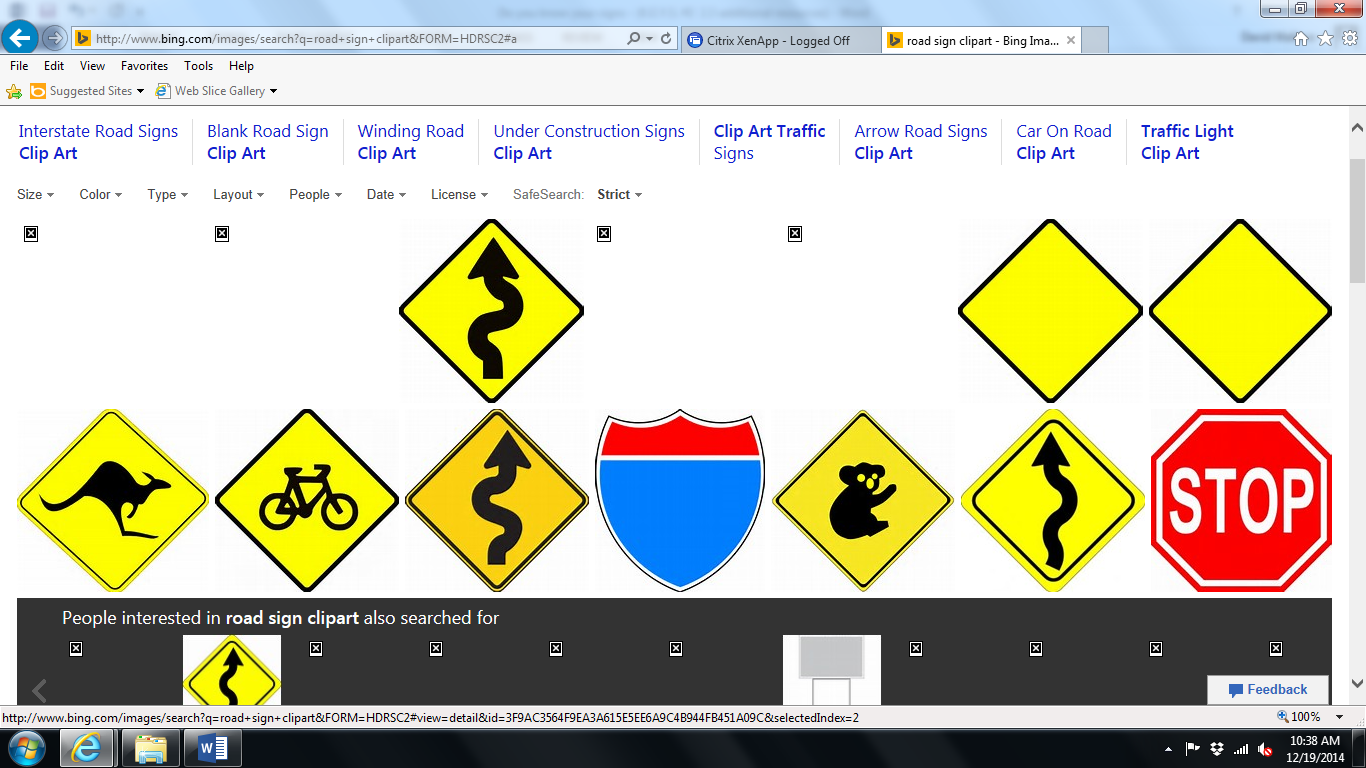 http://www.bing.com/images/search?q=road+sign+clipart&FORM=HDRSC2#a
Citrix XenApp - Logged Off
road sign clipart - Bing Ima...
File Edit View Favorites Tools Help
Suggested Sites Web Slice Gallery
Interstate Road Signs Blank Road Sign Winding Road Under Construction Signs Clip Art Traffic Arrow Road Signs Car On Road Traffic Light
Clip Art Clip Art Clip Art Clip Art Signs Clip Art Clip Art Clip Art
Size Color Type Layout People Date License SafeSearch: Strict
STOP
People interested in road sign clipart also searched for
Feedback
http://www.bing.com/images/search?q=road+sign+clipart&FORM=HDRSC2#view=detail&id=3F9AC3564F9EA3A615E5EE6A9C4B944FB451A09C&selectedIndex=2
100%
10:38 AM
12/19/2014